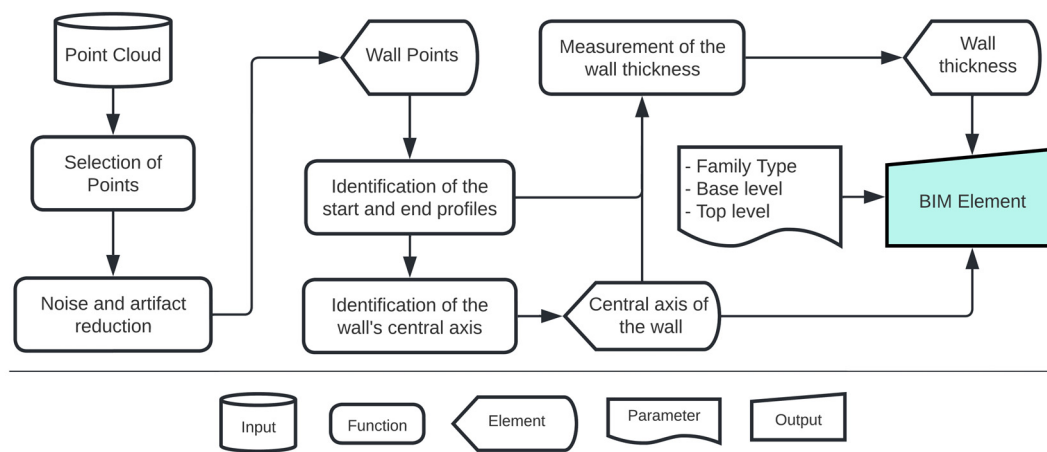 Point Cloud
Selection of
Points
Noise and artifact
reduction
Wall Points
Identification of the
start and end profiles
Identification of the
wall's central axis
Measurement of the
wall thickness
Central axis of
the wall
Wall
thickness
- Family Type
- Base level
- Top level
BIM Element
Input
Function
Element
Parameter
Output